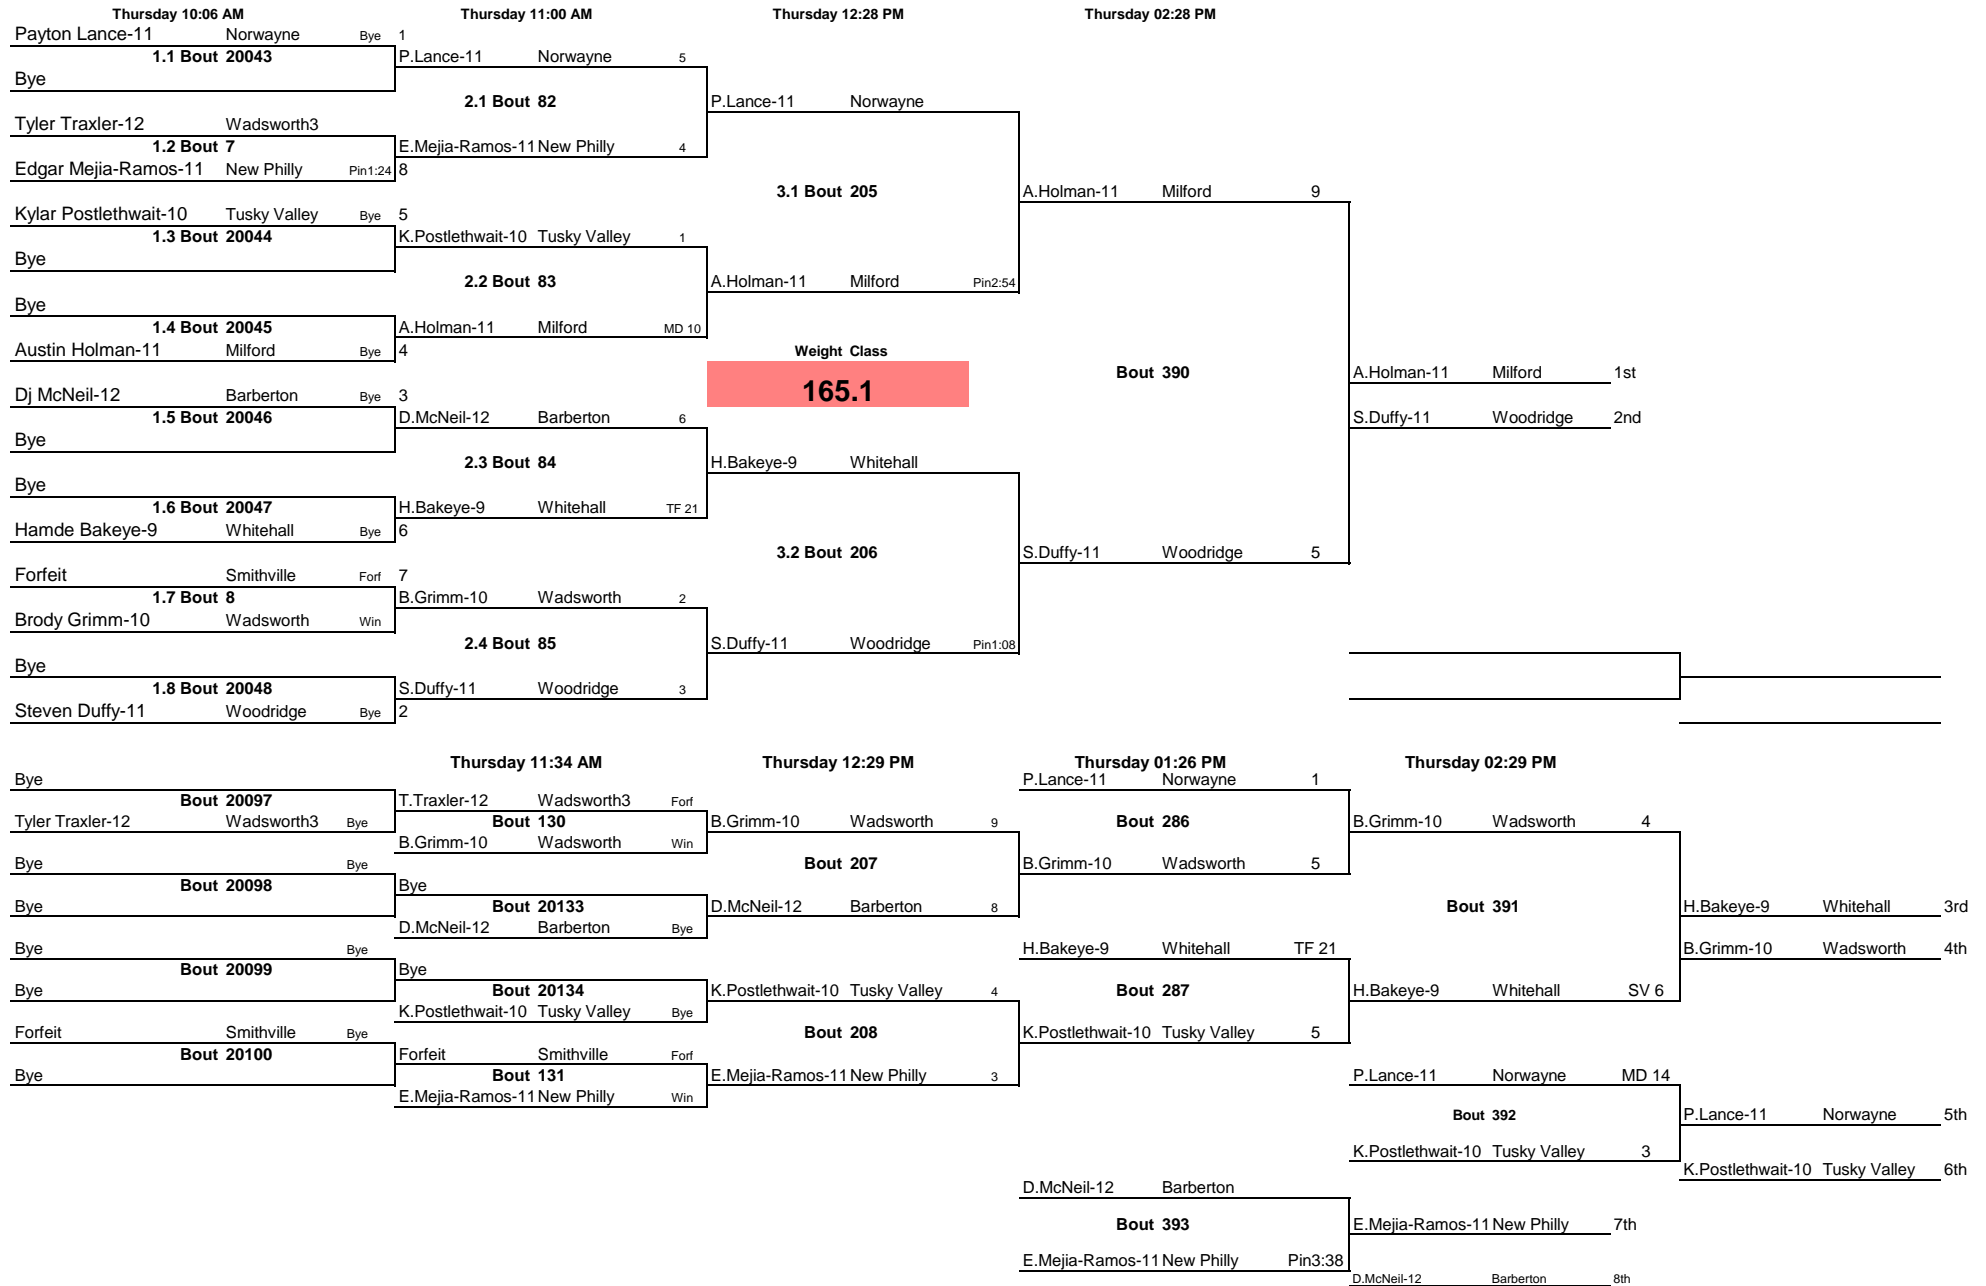 Thursday 10:06 AM Thursday 11:00 AM Thursday 12:28 PM Thursday 02:28 PM
Payton Lance-11 Norwayne Bye 1
1.1 Bout 20043 P.Lance-11 Norwayne 5
Bye
2.1 Bout 82 P.Lance-11 Norwayne
Tyler Traxler-12 Wadsworth3
1.2 Bout 7 E.Mejia-Ramos-11 New Philly 4
Edgar Mejia-Ramos-11 New Philly Pin1:24 8
3.1 Bout 205 A.Holman-11 Milford 9
Kylar Postlethwait-10 Tusky Valley Bye 5
1.3 Bout 20044 K.Postlethwait-10 Tusky Valley 1
Bye
2.2 Bout 83 A.Holman-11 Milford Pin2:54
Bye
1.4 Bout 20045 A.Holman-11 Milford MD 10
Austin Holman-11 Milford Bye 4 Weight Class
Bout 390 A.Holman-11 Milford 1st
Dj McNeil-12 Barberton Bye 3 165.1
1.5 Bout 20046 D.McNeil-12 Barberton 6 S.Duffy-11 Woodridge 2nd
Bye
2.3 Bout 84 H.Bakeye-9 Whitehall
Bye
1.6 Bout 20047 H.Bakeye-9 Whitehall TF 21
Hamde Bakeye-9 Whitehall Bye 6
3.2 Bout 206 S.Duffy-11 Woodridge 5
Forfeit Smithville Forf 7
1.7 Bout 8 B.Grimm-10 Wadsworth 2
Brody Grimm-10 Wadsworth Win
2.4 Bout 85 S.Duffy-11 Woodridge Pin1:08
Bye
1.8 Bout 20048 S.Duffy-11 Woodridge 3
Steven Duffy-11 Woodridge Bye 2
Thursday 11:34 AM Thursday 12:29 PM Thursday 01:26 PM Thursday 02:29 PM
Bye P.Lance-11 Norwayne 1
Bout 20097 T.Traxler-12 Wadsworth3 Forf
Tyler Traxler-12 Wadsworth3 Bye Bout 130 B.Grimm-10 Wadsworth 9 Bout 286 B.Grimm-10 Wadsworth 4
B.Grimm-10 Wadsworth Win
Bye Bye Bout 207 B.Grimm-10 Wadsworth 5
Bout 20098 Bye
Bye Bout 20133 D.McNeil-12 Barberton 8 Bout 391 H.Bakeye-9 Whitehall 3rd
D.McNeil-12 Barberton Bye
Bye Bye H.Bakeye-9 Whitehall TF 21 B.Grimm-10 Wadsworth 4th
Bout 20099 Bye
Bye Bout 20134 K.Postlethwait-10 Tusky Valley 4 Bout 287 H.Bakeye-9 Whitehall SV 6
K.Postlethwait-10 Tusky Valley Bye
Forfeit Smithville Bye Bout 208 K.Postlethwait-10 Tusky Valley 5
Bout 20100 Forfeit Smithville Forf
Bye Bout 131 E.Mejia-Ramos-11 New Philly 3 P.Lance-11 Norwayne MD 14
E.Mejia-Ramos-11 New Philly Win
Bout 392 P.Lance-11 Norwayne 5th
K.Postlethwait-10 Tusky Valley 3
K.Postlethwait-10 Tusky Valley 6th
D.McNeil-12 Barberton
Bout 393 E.Mejia-Ramos-11 New Philly 7th
E.Mejia-Ramos-11 New Philly Pin3:38
D.McNeil-12 Barberton 8th